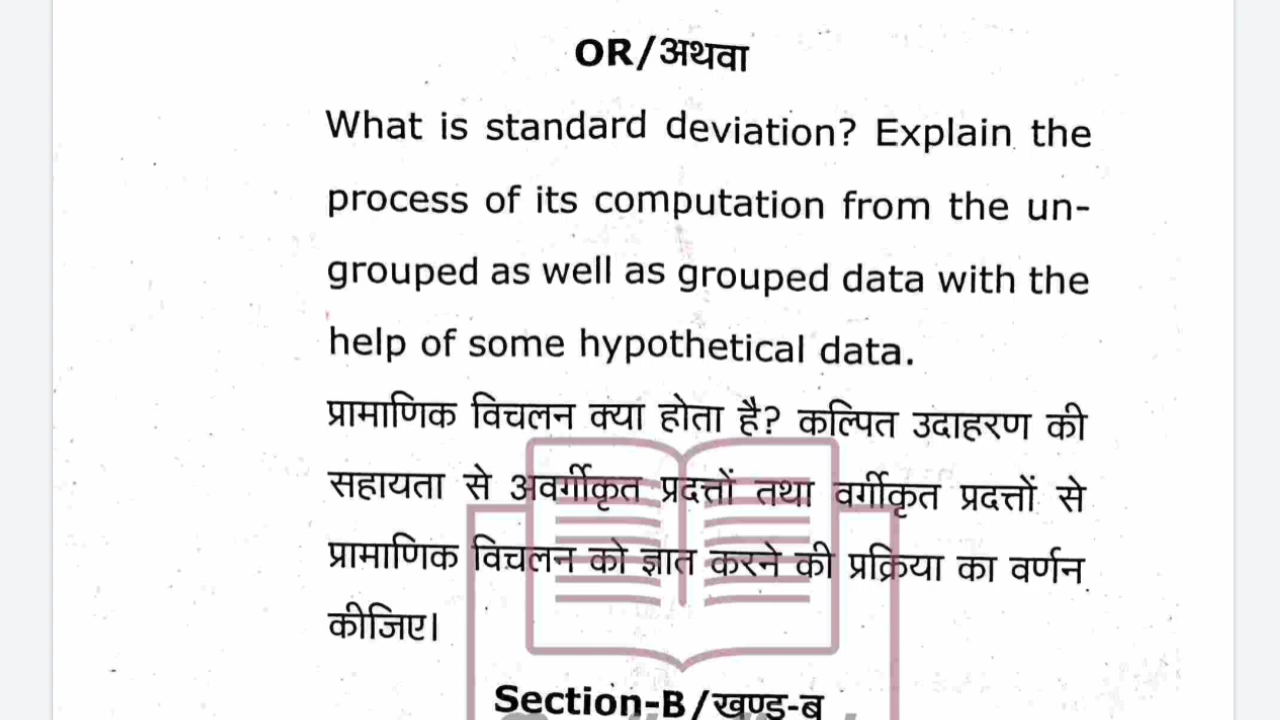 OR/अथवा
What is standard deviation? Explain the
process of its computation from the un-
grouped as well as grouped data with the
help of some hypothetical data.
प्रामाणिक विचलन क्या होता है? कल्पित उदाहरण की
सहायता से अवर्गीकृत प्रदत्तों तथा वर्गीकृत प्रदत्तों से
प्रामाणिक विचलन को ज्ञात करने की प्रक्रिया का वर्णन
कीजिए।
Section-B/खण्ड-ब